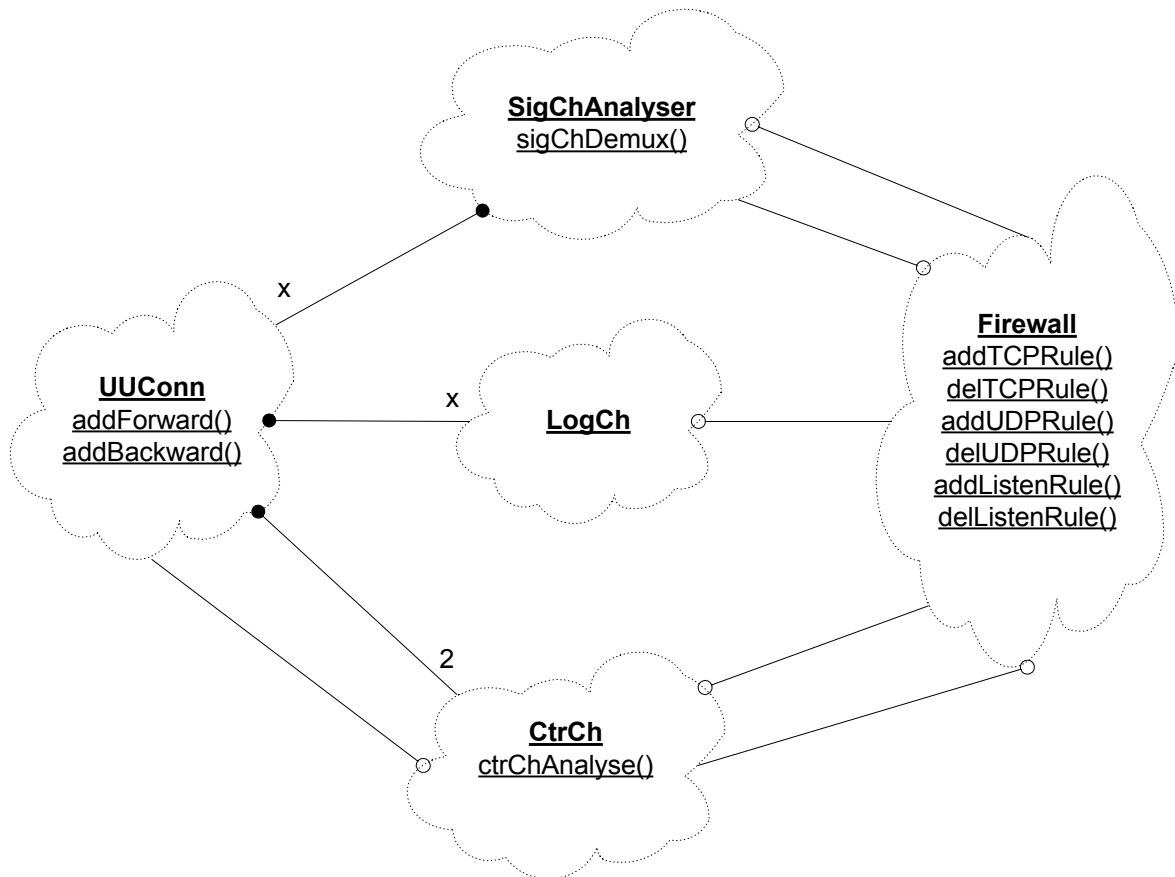 SigChAnalyser
sigChDemux()
x
UUConn
addForward()
addBackward()
x
LogCh
Firewall
addTCPRule()
delTCPRule()
addUDPRule()
delUDPRule()
addListenRule()
delListenRule()
2
CtrCh
ctrChAnalyse()